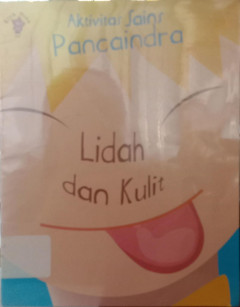 Aktivitas Sains
Pancaindra
Lidah
dan Kulit